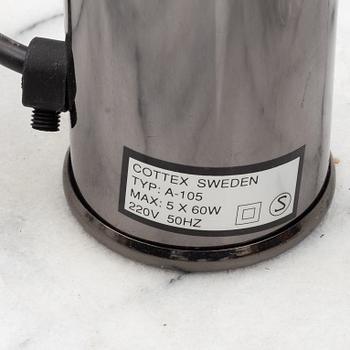 COTTEX SWEDEN
TYP: A-105
MAX: 5 X 60W
220V 50HZ
S